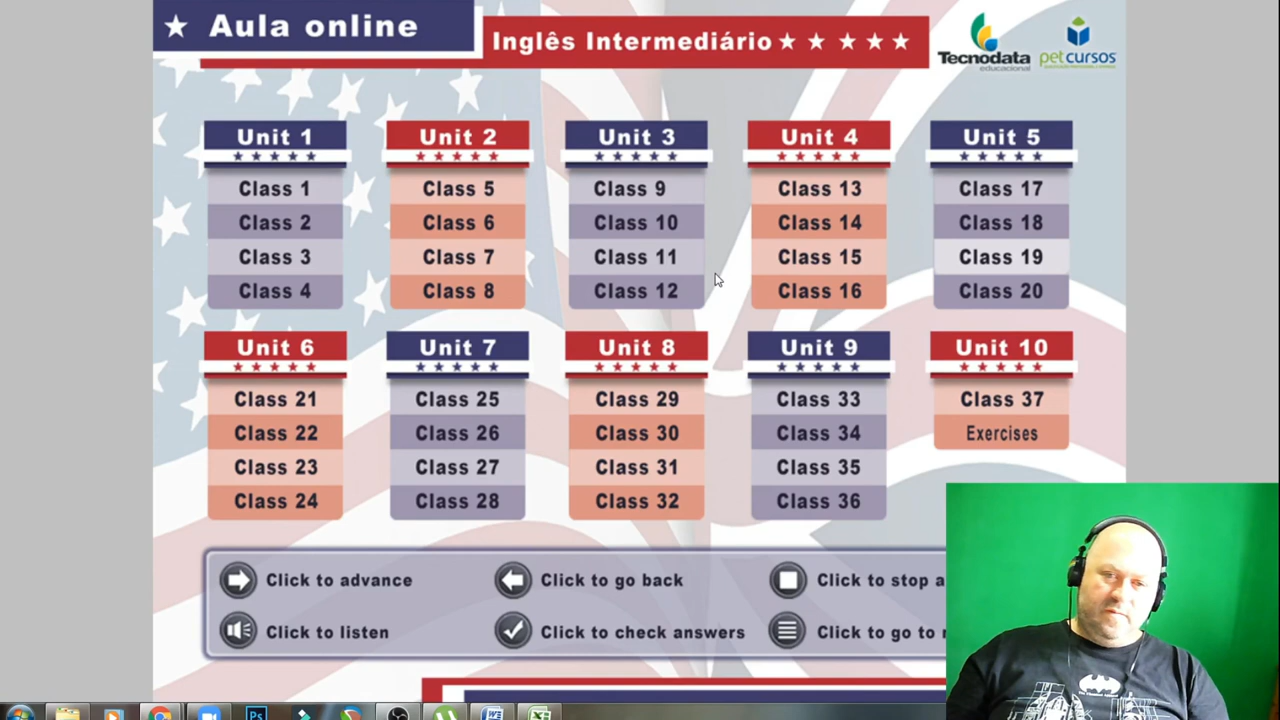 ★ Aula online
Inglês Intermediário ★ ★ ★ ★ ★
Tecnodata
educacional
petcursos
Unit 1
Class 1
Class 2
Class 3
Class 4
Unit 2
Class 5
Class 6
Class 7
Class 8
Unit 3
Class 9
Class 10
Class 11
Class 12
Unit 4
Class 13
Class 14
Class 15
Class 16
Unit 5
Class 17
Class 18
Class 19
Class 20
Unit 6
Class 21
Class 22
Class 23
Class 24
Unit 7
Class 25
Class 26
Class 27
Class 28
Unit 8
Class 29
Class 30
Class 31
Class 32
Unit 9
Class 33
Class 34
Class 35
Class 36
Unit 10
Class 37
Exercises
Click to advance
Click to go back
Click to stop a
Click to listen
Click to check answers
Click to go to
Ps